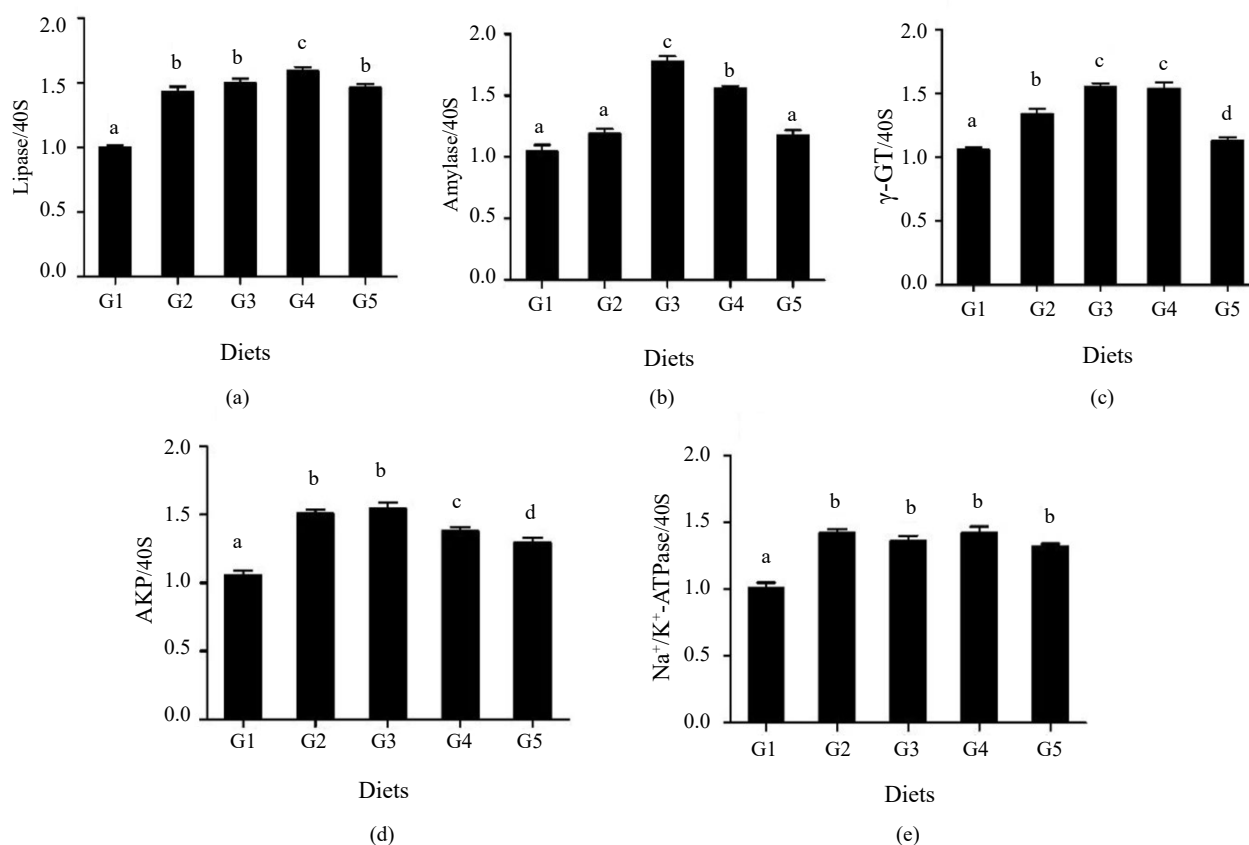 2.0
1.5
1.0
0.5
0.0
Lipase/40S
a
b
b
c
b
G1 G2 G3 G4 G5
Diets
(a)
2.0
1.5
1.0
0.5
0.0
Amylase/40S
a
a
c
b
a
G1 G2 G3 G4 G5
Diets
(b)
2.0
1.5
1.0
0.5
0.0
γ-GT/40S
a
b
c
c
d
G1 G2 G3 G4 G5
Diets
(c)
2.0
1.5
1.0
0.5
0.0
AKP/40S
a
b
b
c
d
G1 G2 G3 G4 G5
Diets
(d)
2.0
1.5
1.0
0.5
0.0
Na⁺/K⁺-ATPase/40S
a
b
b
b
b
G1 G2 G3 G4 G5
Diets
(e)